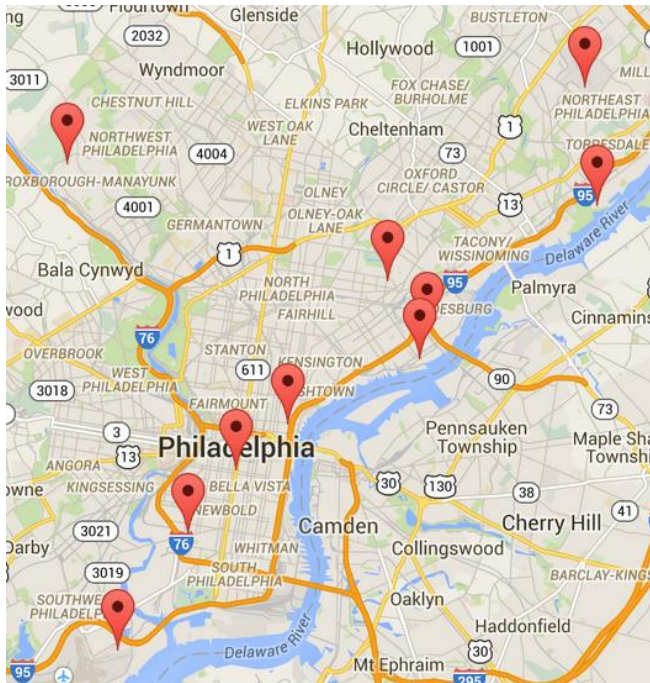 Glenside
2032
Hollywood
1001
BUSTLETON
Wyndmoor
3011
FOX CHASE/
BURHOLME
CHESTNUT HILL
ELKINS PARK
MILL
NORTHEAST
PHILADELPHIA
NORTHWEST
PHILADELPHIA
WEST OAK
LANE
Cheltenham
1
4004
73
TORRESDALE
ROXBOROUGH-MANAYUNK
OXFORD
CIRCLE/ CASTOR
OLNEY
95
13
4001
OLNEY-OAK
LANE
GERMANTOWN
1
TACONY/
WISSINOMING
Delaware River
Bala Cynwyd
NORTH
PHILADELPHIA
95
Palmyra
FAIRHILL
DESBURG
Cinnamins
wood
76
OVERBROOK
STANTON
KENSINGTON
WEST
PHILADELPHIA
611
90
3018
FAIRMOUNT
SHTOWN
73
3
Philadelphia
Pennsauken
Township
Maple Sha
Towns
13
ANGORA
KINGSESSING
BELLA VISTA
30
130
38
owne
NEWBOLD
41
3021
Camden
Cherry Hill
Darby
76
WHITMAN
Collingswood
3019
SOUTH
PHILADELPHIA
BARCLAY-KINGS
SOUTHWE
PHILADELP
Oaklyn
Haddonfield
Delaware River
30
95
Mt Ephraim
295